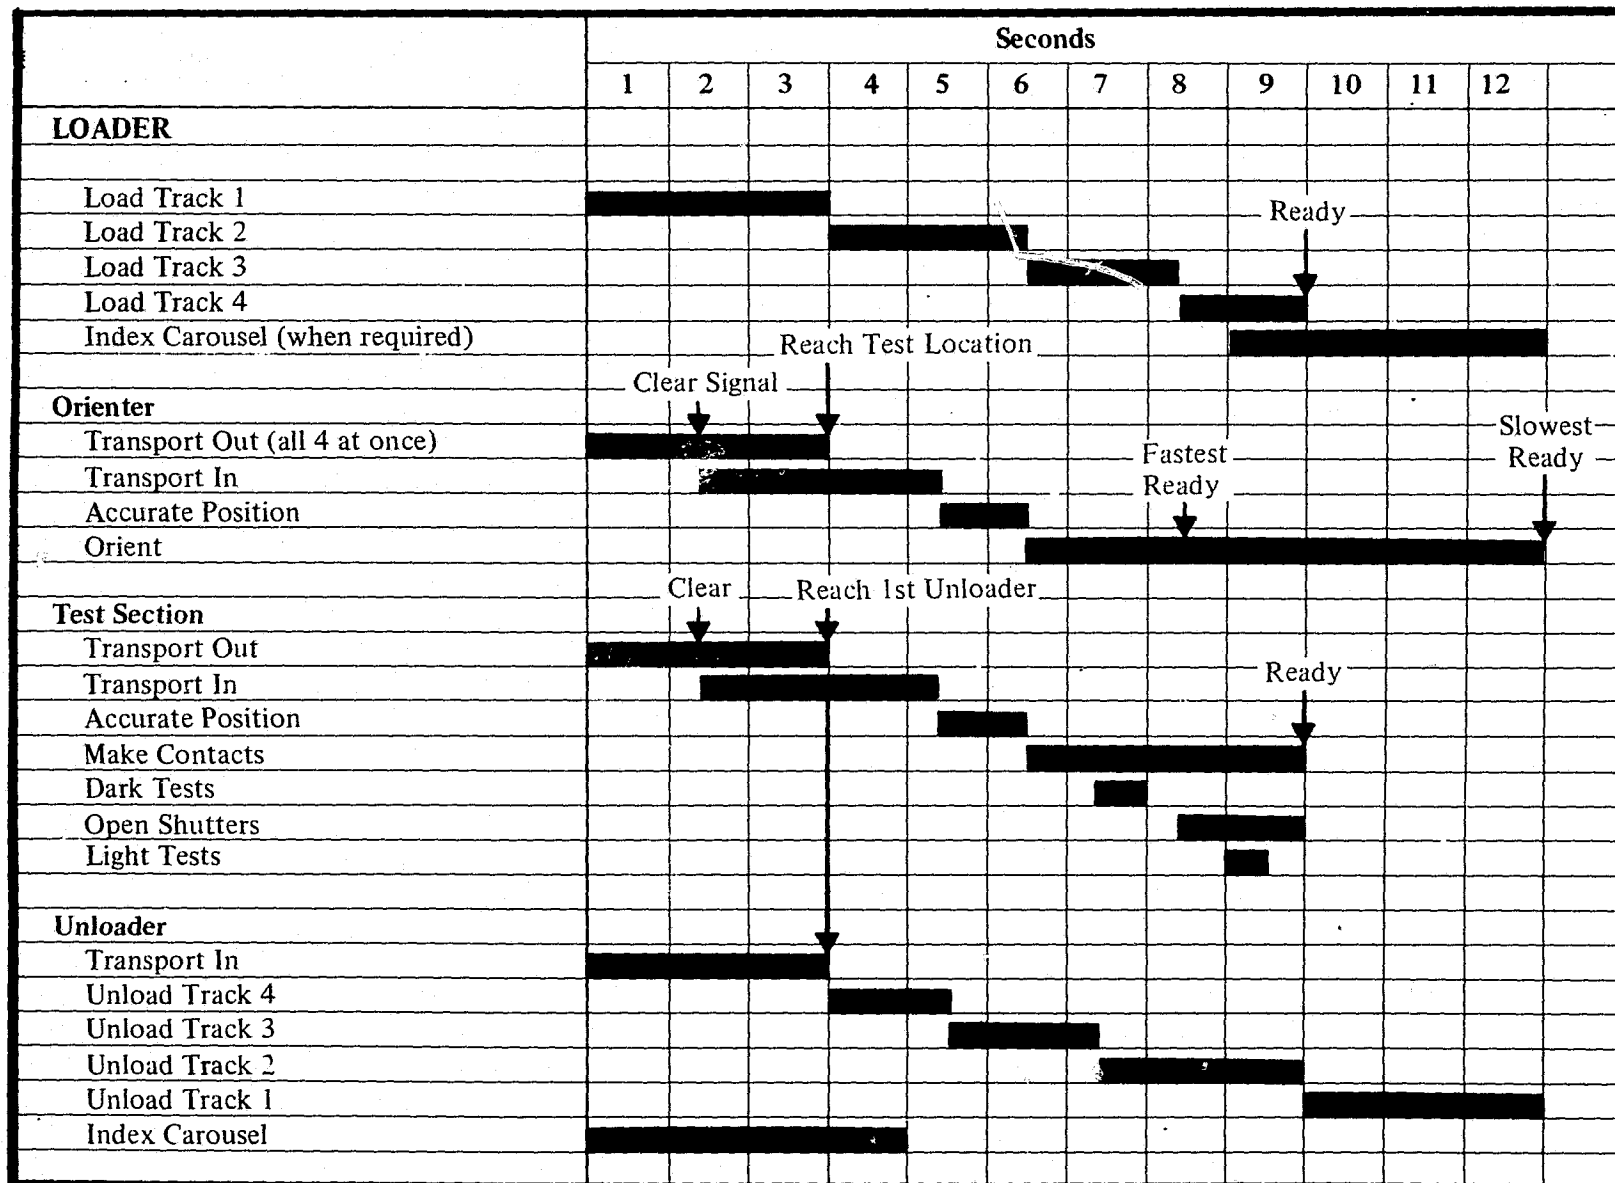 Seconds
1 2 3 4 5 6 7 8 9 10 11 12
LOADER
Load Track 1
Load Track 2
Ready
Load Track 3
Load Track 4
Index Carousel (when required)
Reach Test Location
Clear Signal
Orienter
Transport Out (all 4 at once)
Slowest
Ready
Transport In
Fastest
Ready
Accurate Position
Orient
Clear
Reach 1st Unloader
Test Section
Transport Out
Transport In
Ready
Accurate Position
Make Contacts
Dark Tests
Open Shutters
Light Tests
Unloader
Transport In
Unload Track 4
Unload Track 3
Unload Track 2
Unload Track 1
Index Carousel